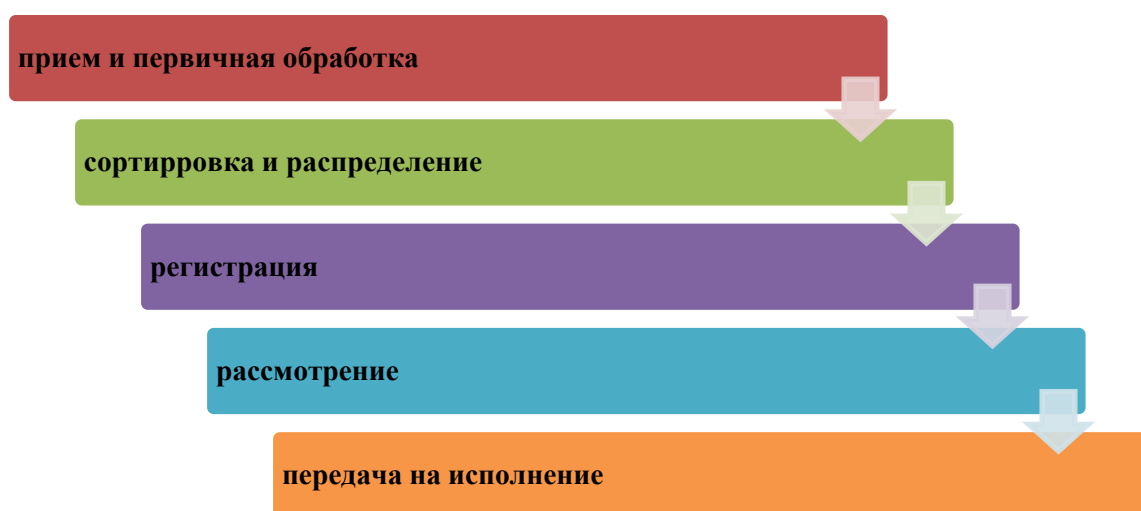 прием и первичная обработка
сортирровка и распределение
регистрация
рассмотрение
передача на исполнение